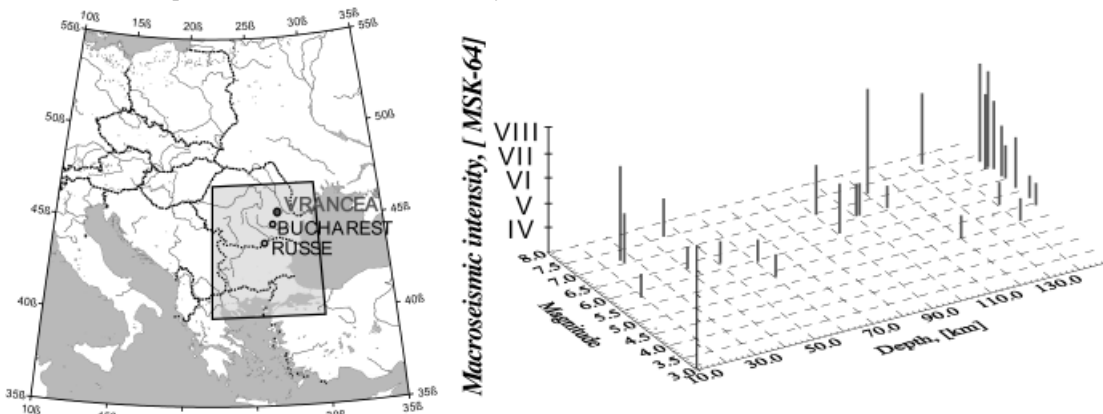 10ß 15ß 20ß 25ß 30ß 35ß
55ß 55ß
50ß 50ß
45ß 45ß
40ß 40ß
35ß 35ß
10ß 35ß
VRANCEA
BUCHAREST
RUSSE
Macroseismic intensity, [ MSK-64]
VIII
VII
VI
V
IV
8.0
7.5
7.0
6.5
6.0
5.5
5.0
4.5
4.0
3.5
3.0
Magnitude
10.0
30.0
50.0
70.0
90.0
110.0
130.0
Depth, [km]